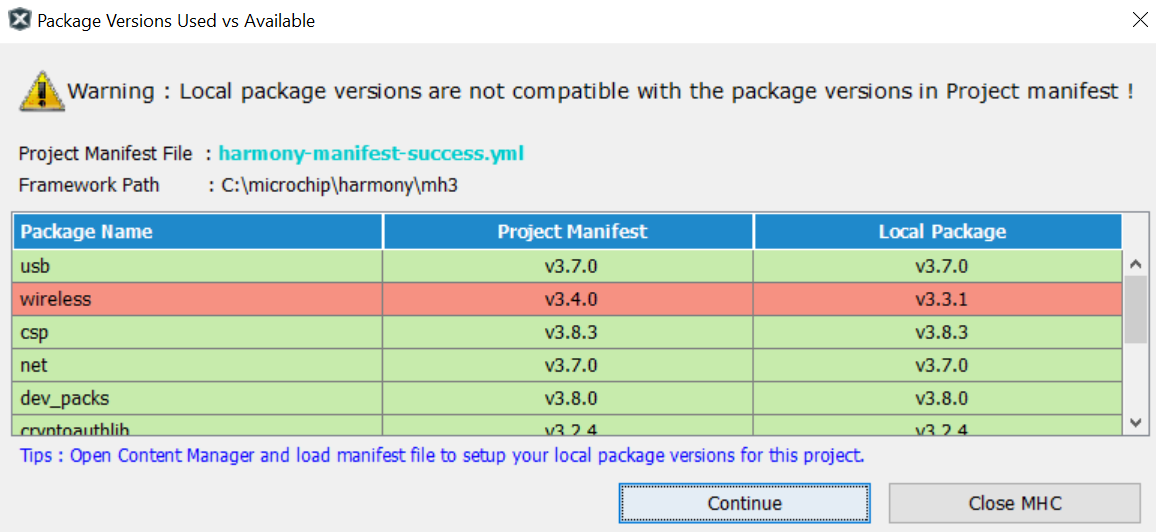 Package Versions Used vs Available
Warning : Local package versions are not compatible with the package versions in Project manifest !
Project Manifest File : harmony-manifest-success.yml
Framework Path : C:\microchip\harmony\mh3
Package Name Project Manifest Local Package
usb v3.7.0 v3.7.0
wireless v3.4.0 v3.3.1
csp v3.8.3 v3.8.3
net v3.7.0 v3.7.0
dev_packs v3.8.0 v3.8.0
cryptoauthlib v3.2.4 v3.2.4
Tips : Open Content Manager and load manifest file to setup your local package versions for this project.
Continue Close MHC